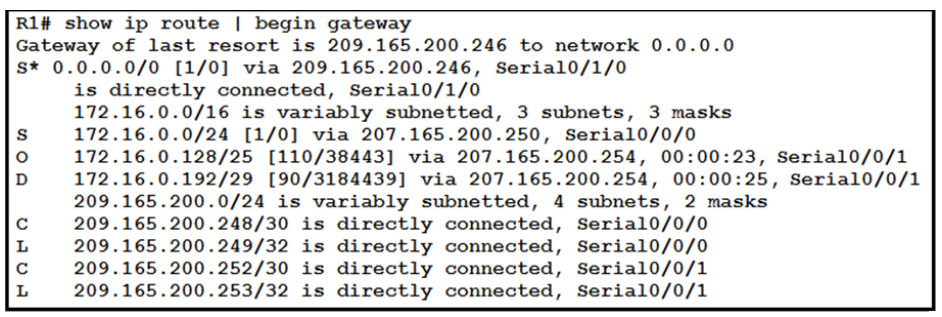 R1# show ip route | begin gateway
Gateway of last resort is 209.165.200.246 to network 0.0.0.0
S* 0.0.0.0/0 [1/0] via 209.165.200.246, Serial0/1/0
is directly connected, Serial0/1/0
172.16.0.0/16 is variably subnetted, 3 subnets, 3 masks
S 172.16.0.0/24 [1/0] via 207.165.200.250, Serial0/0/0
O 172.16.0.128/25 [110/38443] via 207.165.200.254, 00:00:23, Serial0/0/1
D 172.16.0.192/29 [90/3184439] via 207.165.200.254, 00:00:25, Serial0/0/1
209.165.200.0/24 is variably subnetted, 4 subnets, 2 masks
C 209.165.200.248/30 is directly connected, Serial0/0/0
L 209.165.200.249/32 is directly connected, Serial0/0/0
C 209.165.200.252/30 is directly connected, Serial0/0/1
L 209.165.200.253/32 is directly connected, Serial0/0/1